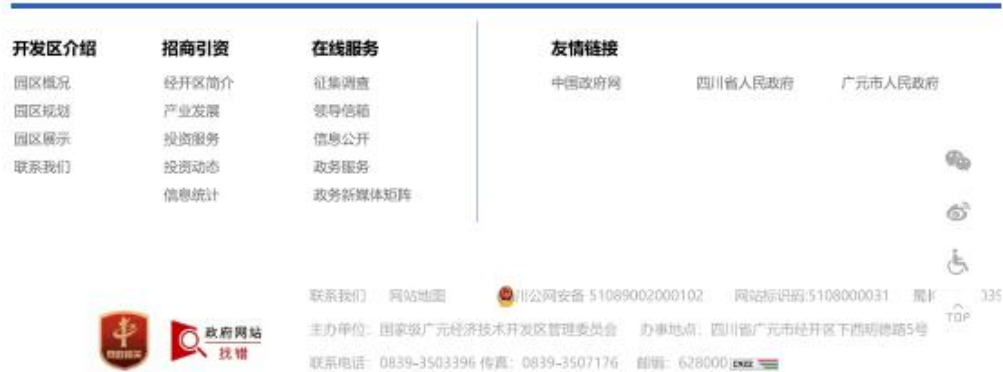 开发区介绍 招商引资 在线服务 友情链接
园区概况 经开区简介 征集调查 中国政府网 四川省人民政府 广元市人民政府
园区规划 产业发展 领导信箱
园区展示 投资服务 信息公开
联系我们 投资动态 政务服务
信息统计 政务新媒体矩阵
联系我们 网站地图 川公网安备 51089002000102 网站标识码:5108000031
TOP
政府网站
找错
主办单位: 国家级广元经济技术开发区管理委员会 办事地点: 四川省广元市经开区下西明德路5号
联系电话: 0839-3503396 传真: 0839-3507176 邮编: 628000 CNZZ